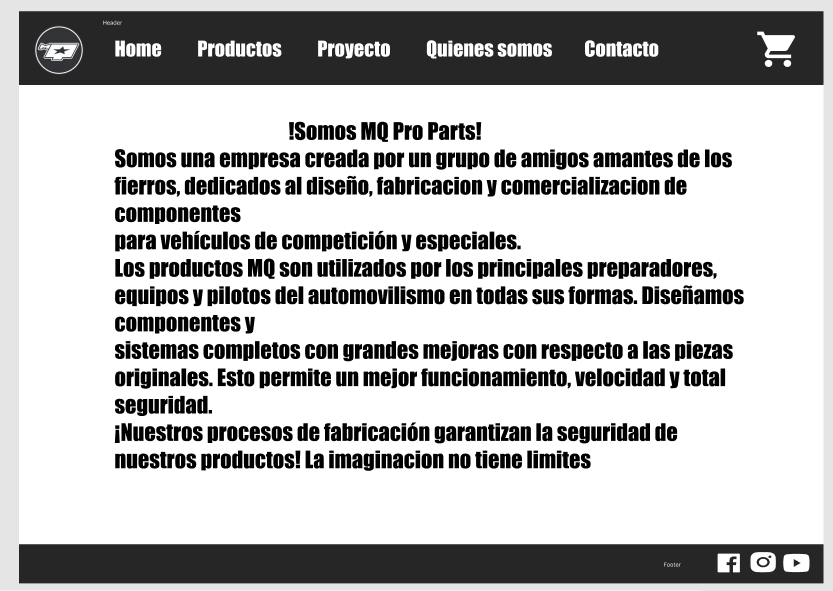 Header
Home Productos Proyecto Quienes somos Contacto
!Somos MQ Pro Parts!
Somos una empresa creada por un grupo de amigos amantes de los
fierros, dedicados al diseño, fabricacion y comercializacion de
componentes
para vehículos de competición y especiales.
Los productos MQ son utilizados por los principales preparadores,
equipos y pilotos del automovilismo en todas sus formas. Diseñamos
componentes y
sistemas completos con grandes mejoras con respecto a las piezas
originales. Esto permite un mejor funcionamiento, velocidad y total
seguridad.
¡Nuestros procesos de fabricación garantizan la seguridad de
nuestros productos! La imaginacion no tiene limites
Footer